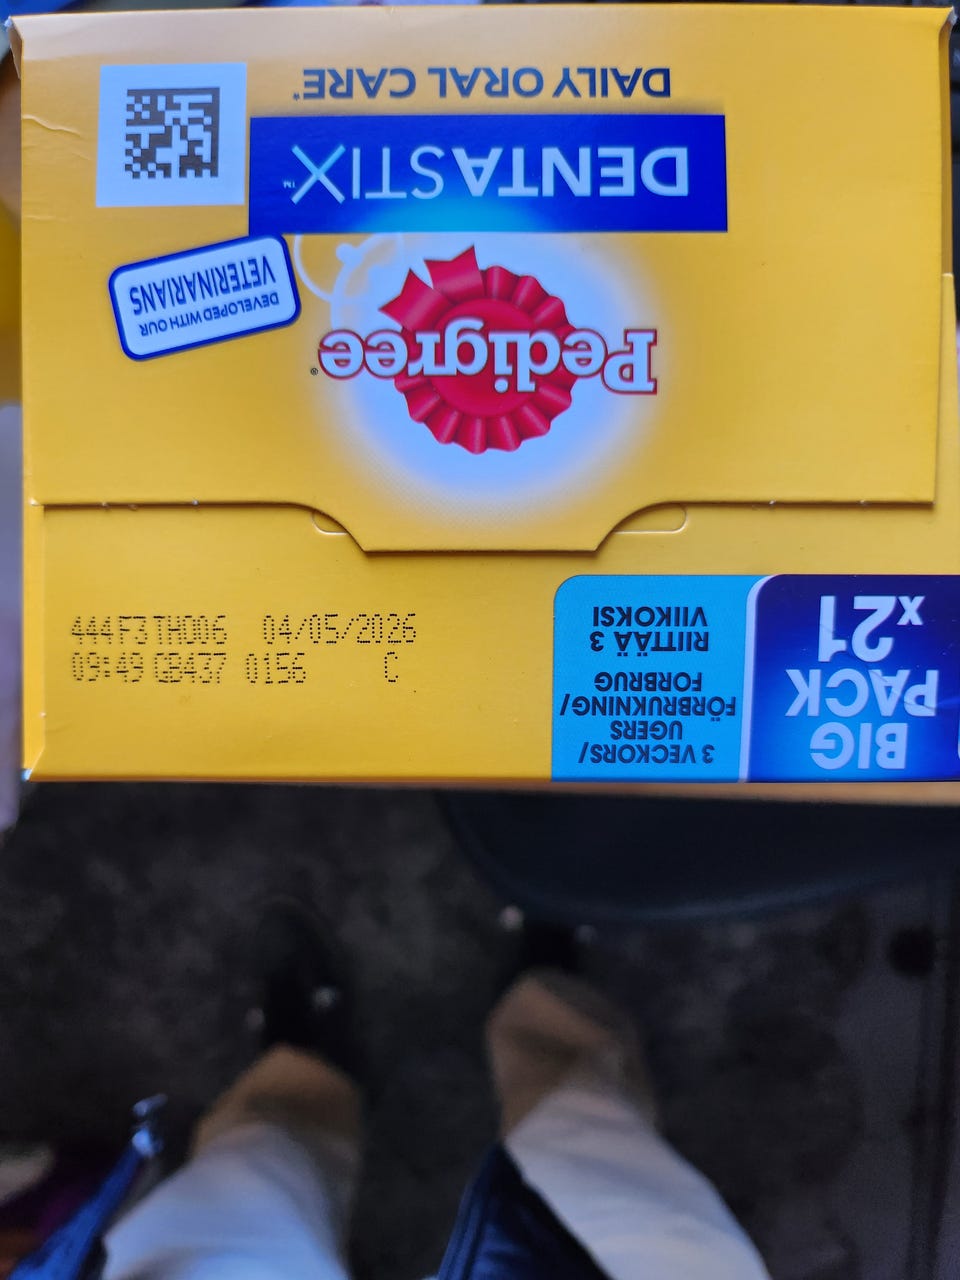 DAILY ORAL CARE*
DENTASTIX™
Pedigree®
DEVELOPED WITH OUR
VETERINARIANS
444F3TH006 04/05/2026
09:49 GB437 0156 C
BIG
PACK
x21
3 VECKORS/
UGERS
FÖRBRUKNING/
FORBRUG
RIITTÄÄ 3
VIIKOKSI